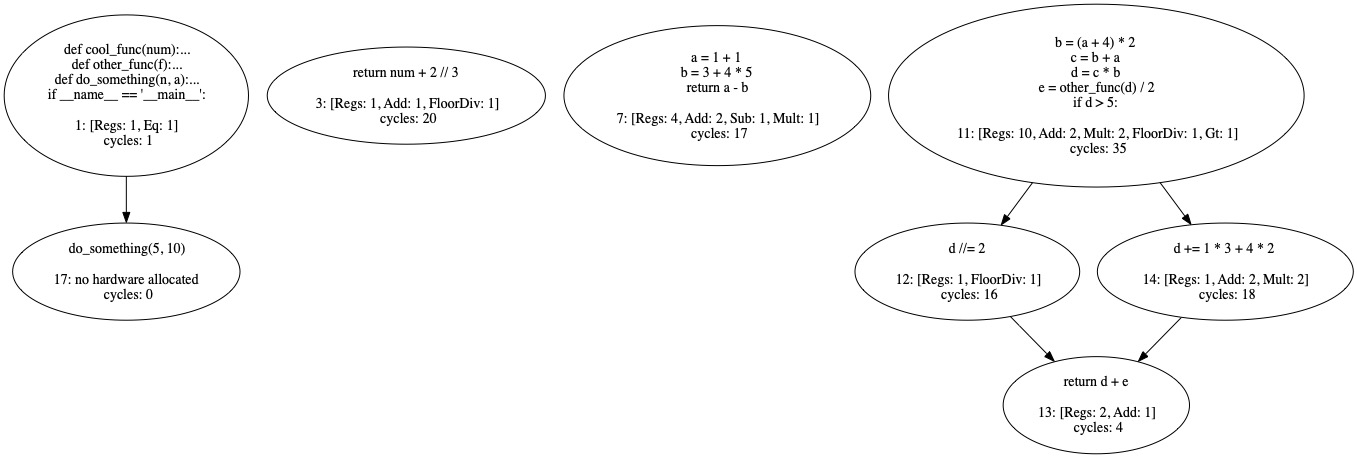 def cool_func(num):...
def other_func(f):...
def do_something(n, a):...
if __name__ == '__main__':
1: [Regs: 1, Eq: 1]
cycles: 1
return num + 2 // 3
3: [Regs: 1, Add: 1, FloorDiv: 1]
cycles: 20
a = 1 + 1
b = 3 + 4 * 5
return a - b
7: [Regs: 4, Add: 2, Sub: 1, Mult: 1]
cycles: 17
b = (a + 4) * 2
c = b + a
d = c * b
e = other_func(d) / 2
if d > 5:
11: [Regs: 10, Add: 2, Mult: 2, FloorDiv: 1, Gt: 1]
cycles: 35
do_something(5, 10)
17: no hardware allocated
cycles: 0
d //= 2
12: [Regs: 1, FloorDiv: 1]
cycles: 16
d += 1 * 3 + 4 * 2
14: [Regs: 1, Add: 2, Mult: 2]
cycles: 18
return d + e
13: [Regs: 2, Add: 1]
cycles: 4